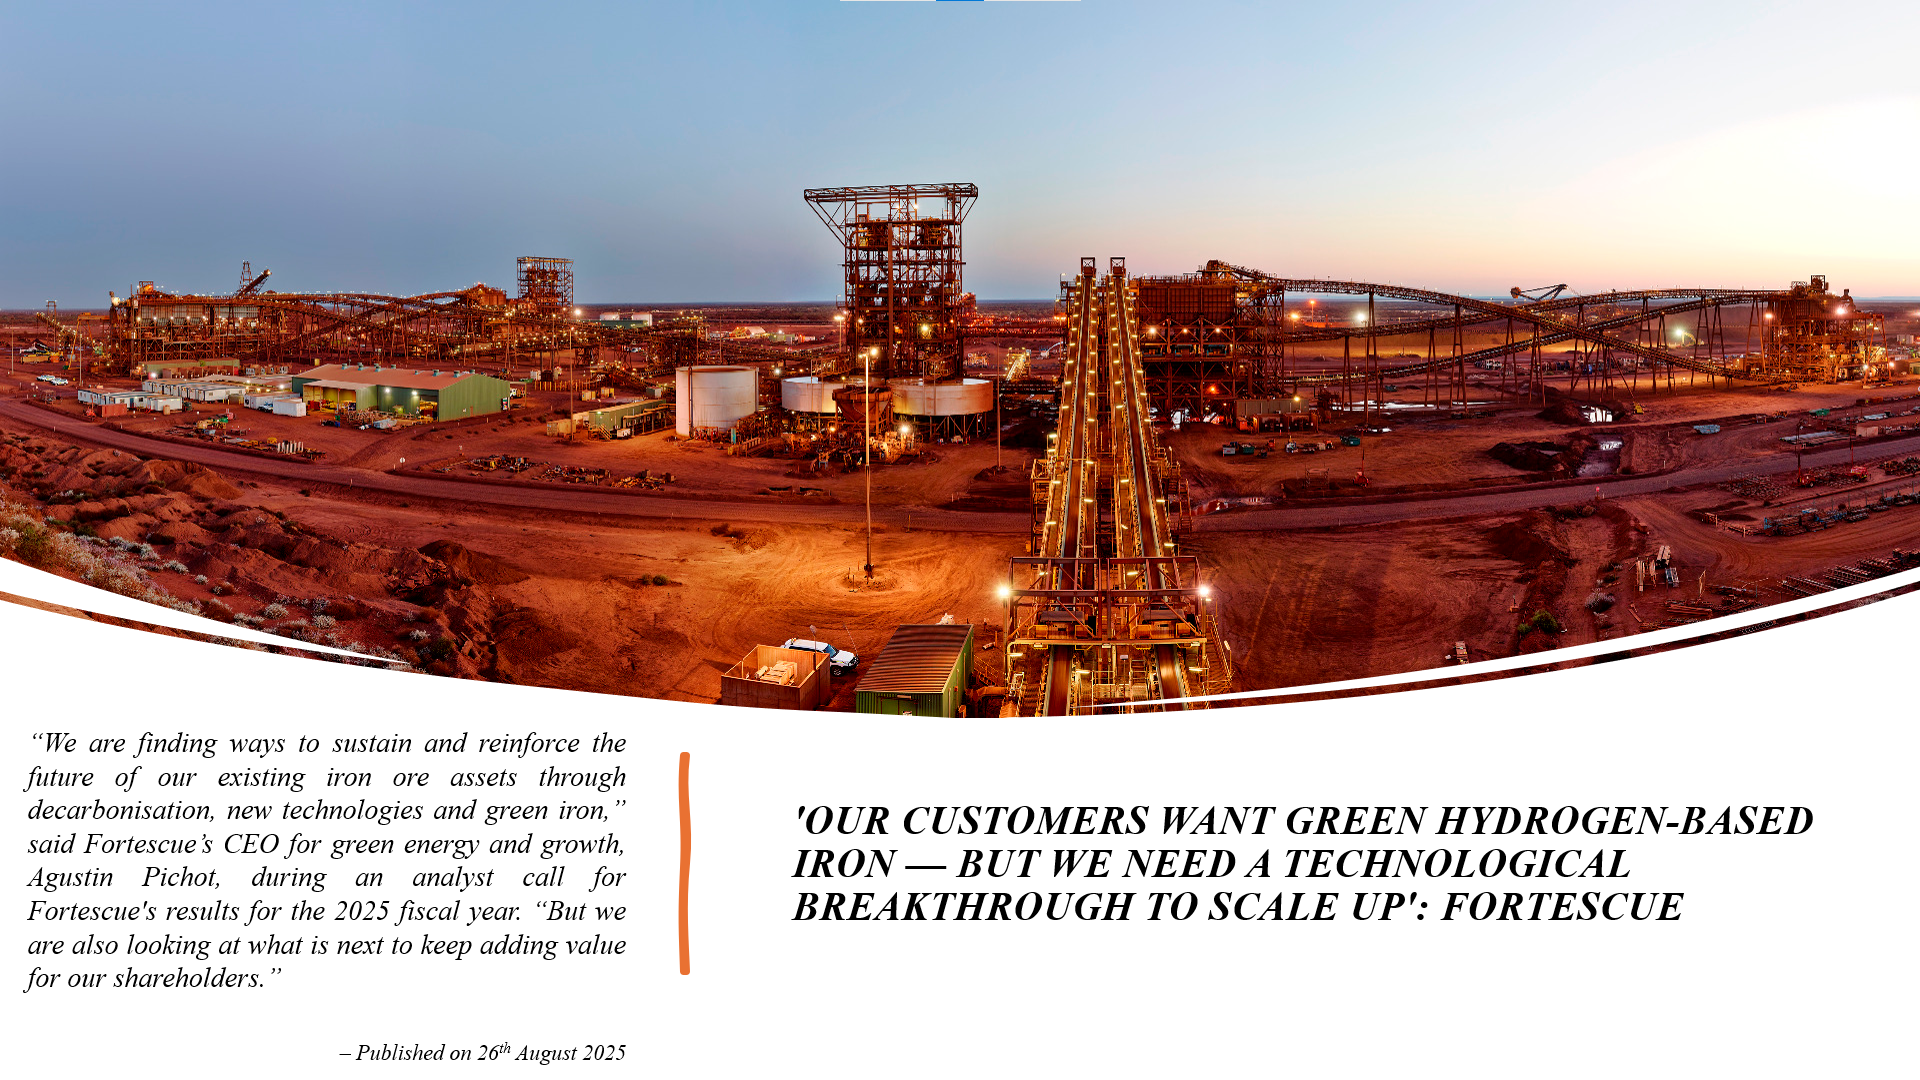 “We are finding ways to sustain and reinforce the
future of our existing iron ore assets through
decarbonisation, new technologies and green iron,”
said Fortescue’s CEO for green energy and growth,
Agustin Pichot, during an analyst call for
Fortescue's results for the 2025 fiscal year. “But we
are also looking at what is next to keep adding value
for our shareholders.”
– Published on 26th August 2025
'OUR CUSTOMERS WANT GREEN HYDROGEN-BASED
IRON — BUT WE NEED A TECHNOLOGICAL
BREAKTHROUGH TO SCALE UP': FORTESCUE